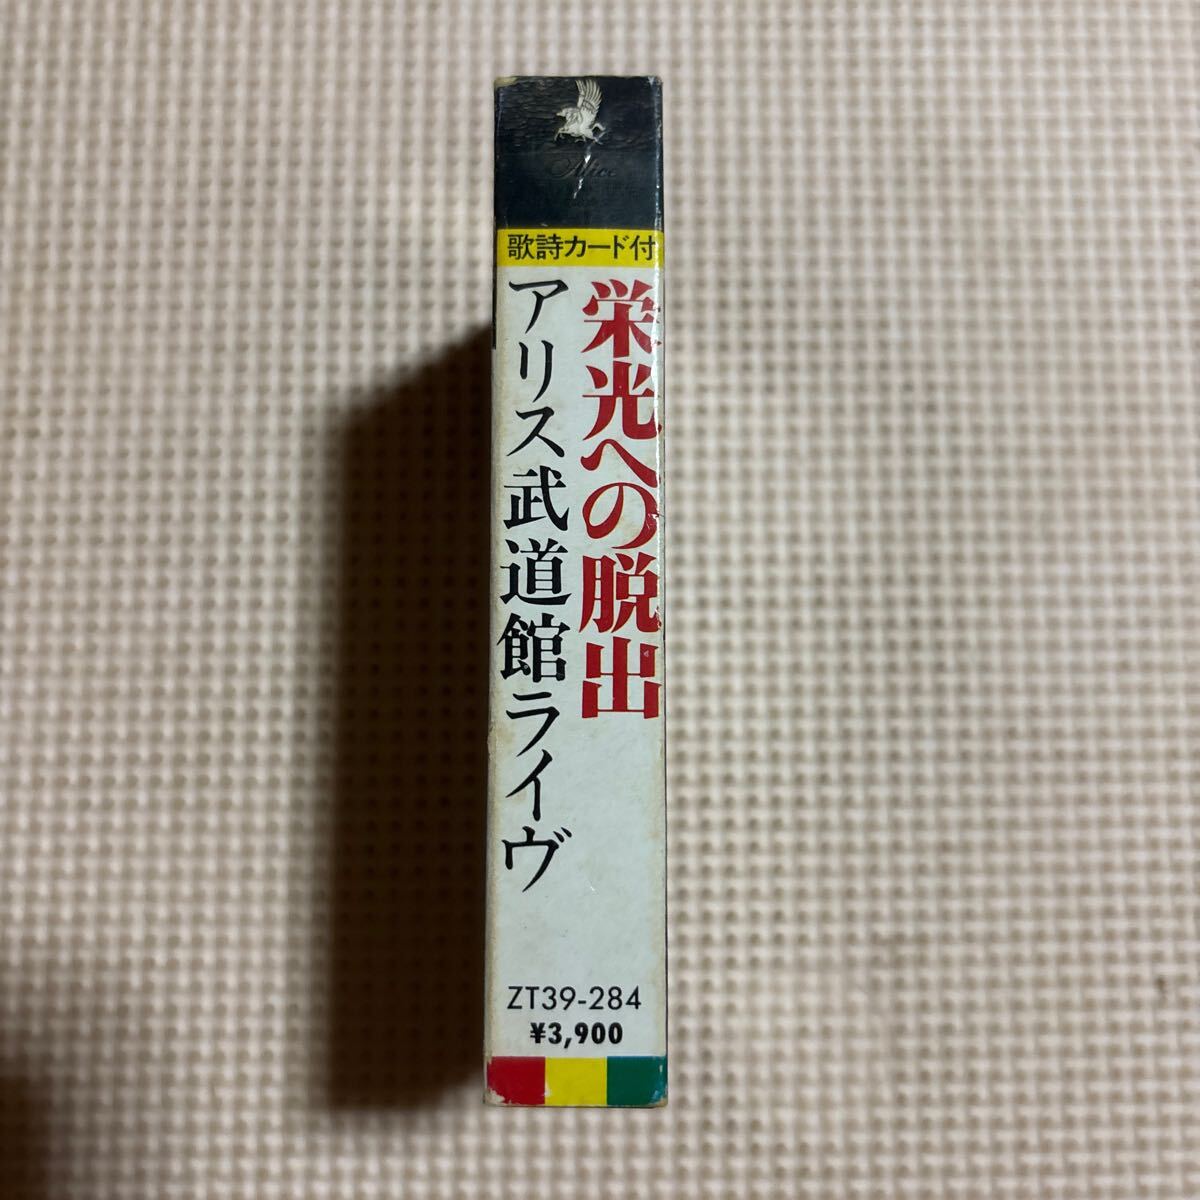 Alice
歌詩カード付
栄光への脱出
アリス武道館ライヴ
ZT39-284
¥3,900